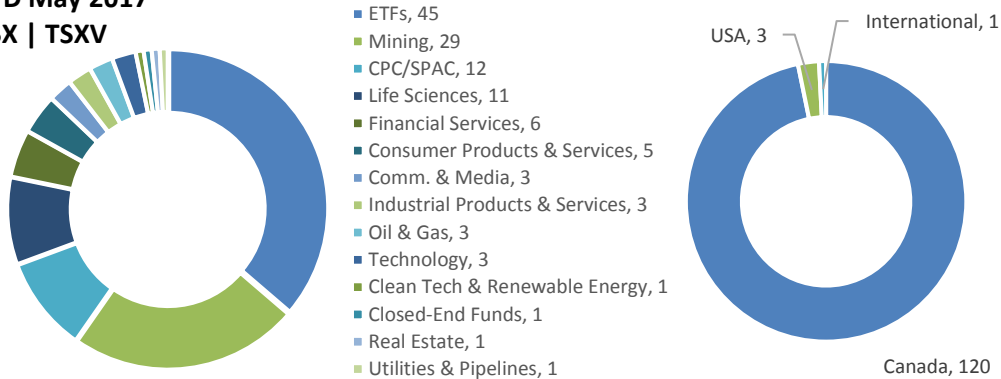 May 2017
| TSXV
ETFs, 45
Mining, 29
CPC/SPAC, 12
Life Sciences, 11
Financial Services, 6
Consumer Products & Services, 5
Comm. & Media, 3
Industrial Products & Services, 3
Oil & Gas, 3
Technology, 3
Clean Tech & Renewable Energy, 1
Closed-End Funds, 1
Real Estate, 1
Utilities & Pipelines, 1
International, 1
USA, 3
Canada, 120